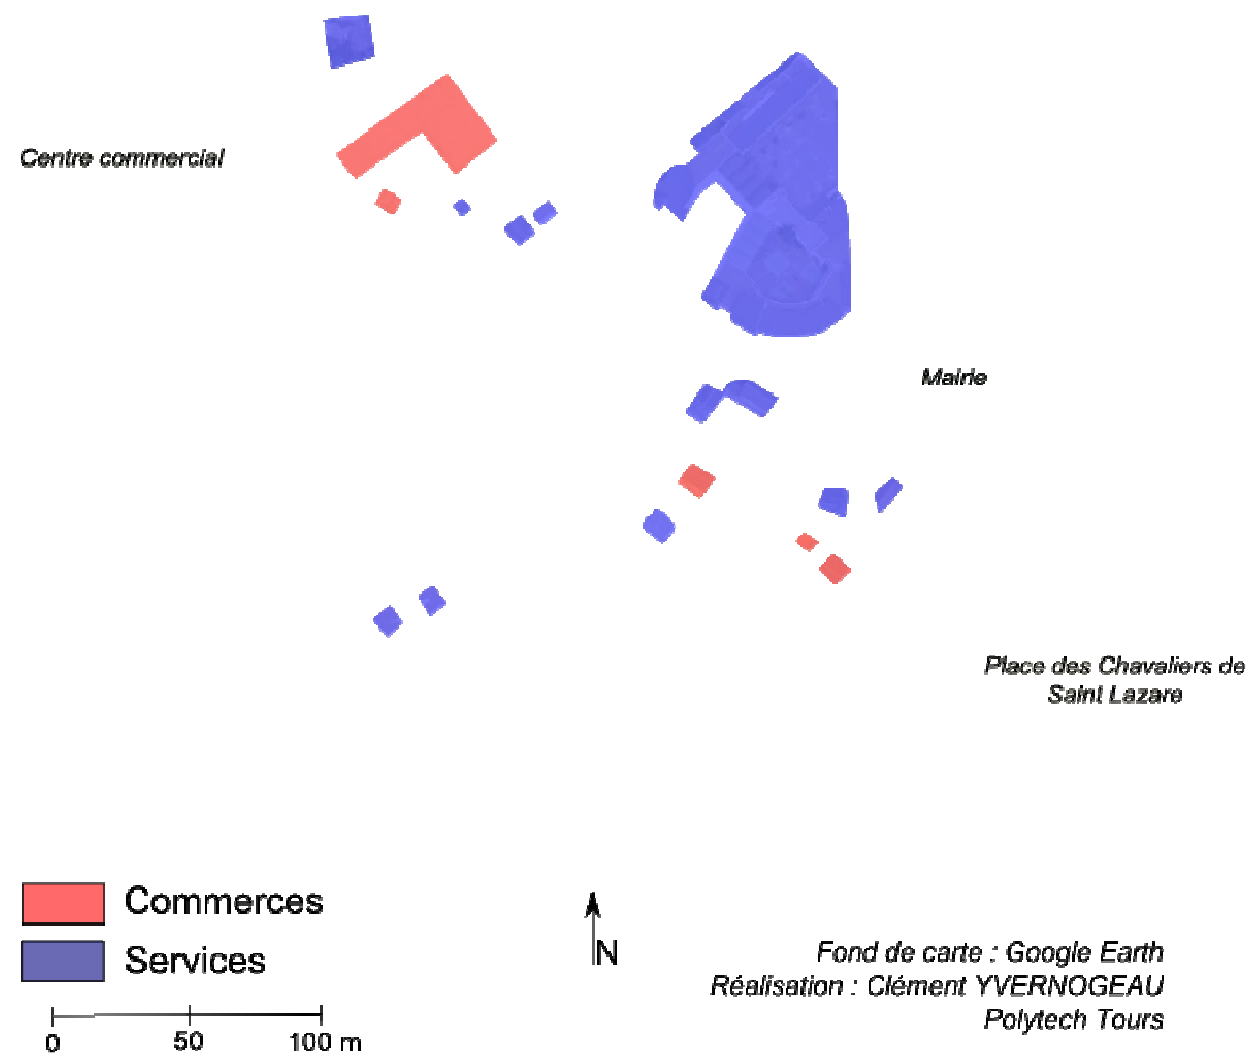 Centre commercial
Mairie
Place des Chavaliers de
Saint Lazare
Commerces
Services
0 50 100 m
N
Fond de carte : Google Earth
Réalisation : Clément YVERNOGEAU
Polytech Tours